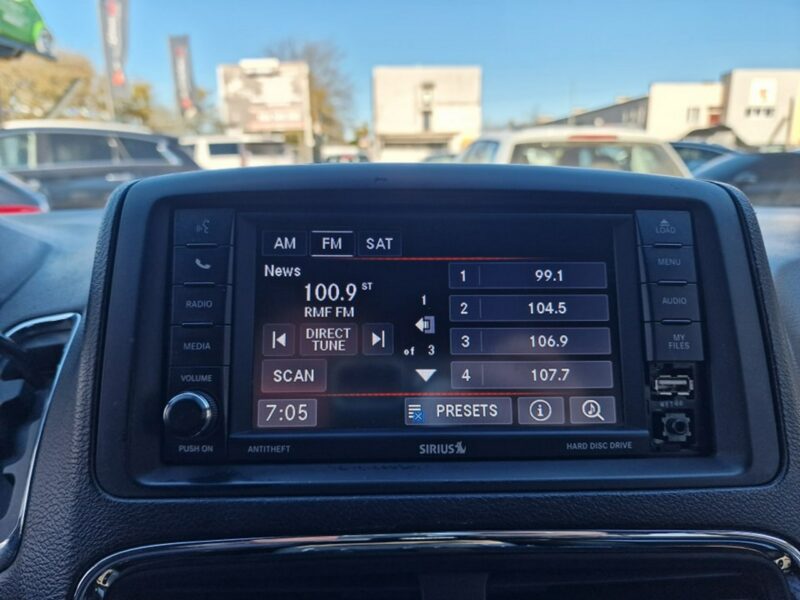 AM FM SAT
LOAD
News
MENU
100.9 ST
1 99.1
RMF FM
1
2 104.5
RADIO
AUDIO
DIRECT
TUNE
of 3
3 106.9
MEDIA
MY
FILES
SCAN
4 107.7
VOLUME
7:05
PRESETS
PUSH ON
ANTITHEFT
SIRIUS
HARD DISC DRIVE